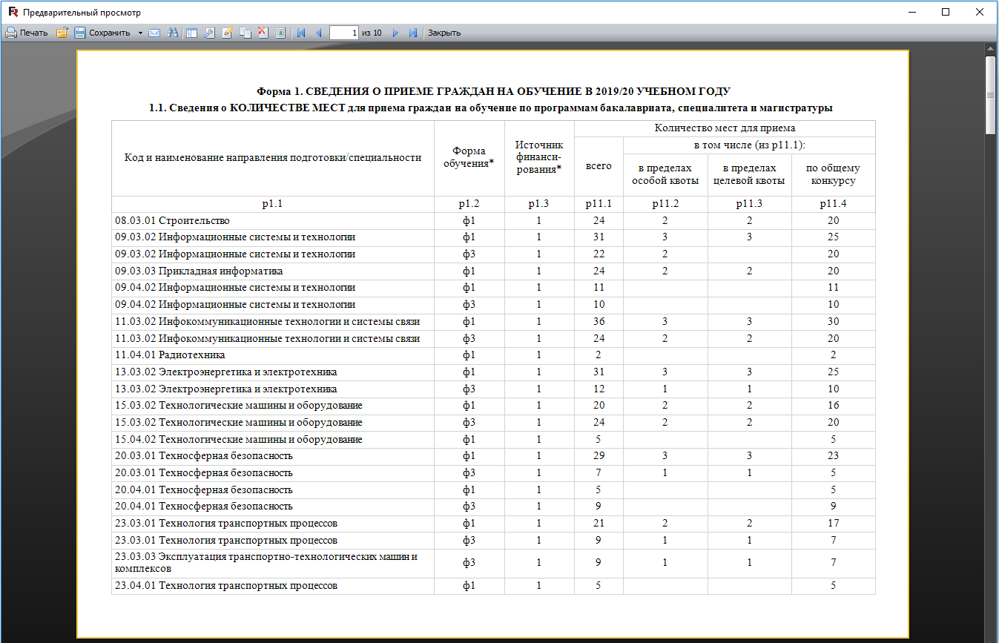 Предварительный просмотр
Печать Сохранить 1 из 10 Закрыть
Форма 1. СВЕДЕНИЯ О ПРИЕМЕ ГРАЖДАН НА ОБУЧЕНИЕ В 2019/20 УЧЕБНОМ ГОДУ
1.1. Сведения о КОЛИЧЕСТВЕ МЕСТ для приема граждан на обучение по программам бакалавриата, специалитета и магистратуры
Код и наименование направления подготовки/специальности
Форма
обучения*
Источник
финанси-
рования*
Количество мест для приема
всего
в том числе (из р11.1):
в пределах
особой квоты
в пределах
целевой квоты
по общему
конкурсу
р1.1 р1.2 р1.3 р11.1 р11.2 р11.3 р11.4
08.03.01 Строительство ф1 1 24 2 2 20
09.03.02 Информационные системы и технологии ф1 1 31 3 3 25
09.03.02 Информационные системы и технологии ф3 1 22 2 20
09.03.03 Прикладная информатика ф1 1 24 2 2 20
09.04.02 Информационные системы и технологии ф1 1 11 11
09.04.02 Информационные системы и технологии ф3 1 10 10
11.03.02 Инфокоммуникационные технологии и системы связи ф1 1 36 3 3 30
11.03.02 Инфокоммуникационные технологии и системы связи ф3 1 24 2 2 20
11.04.01 Радиотехника ф1 1 2 2
13.03.02 Электроэнергетика и электротехника ф1 1 31 3 3 25
13.03.02 Электроэнергетика и электротехника ф3 1 12 1 1 10
15.03.02 Технологические машины и оборудование ф1 1 20 2 2 16
15.03.02 Технологические машины и оборудование ф3 1 24 2 2 20
15.04.02 Технологические машины и оборудование ф1 1 5 5
20.03.01 Техносферная безопасность ф1 1 29 3 3 23
20.03.01 Техносферная безопасность ф3 1 7 1 1 5
20.04.01 Техносферная безопасность ф1 1 5 5
20.04.01 Техносферная безопасность ф3 1 9 9
23.03.01 Технология транспортных процессов ф1 1 21 2 2 17
23.03.01 Технология транспортных процессов ф3 1 9 1 1 7
23.03.03 Эксплуатация транспортно-технологических машин и
комплексов ф3 1 9 1 1 7
23.04.01 Технология транспортных процессов ф1 1 5 5